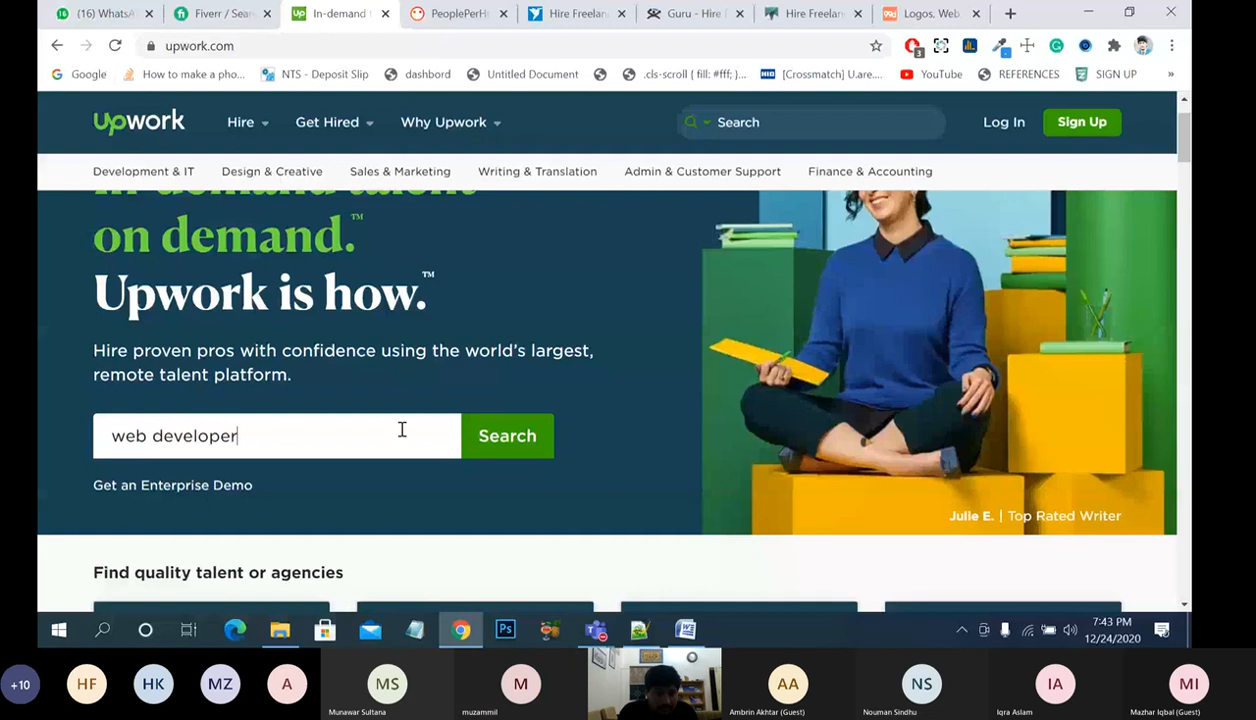 (16) WhatsA
Fiverr / Sear
In-demand t
PeoplePerH
Hire Freelan
Guru - Hire
Hire Freelan
Logos, Web
upwork.com
3
Google
How to make a pho...
NTS - Deposit Slip
dashbord
Untitled Document
.cls-scroll { fill: #fff; }...
[Crossmatch] U.are....
YouTube
REFERENCES
SIGN UP
»
upwork
Hire
Get Hired
Why Upwork
Search
Log In
Sign Up
Development & IT
Design & Creative
Sales & Marketing
Writing & Translation
Admin & Customer Support
Finance & Accounting
In-demand talent
on demand.™
Upwork is how.™
Hire proven pros with confidence using the world's largest,
remote talent platform.
web developer
Search
Get an Enterprise Demo
Julie E. | Top Rated Writer
Find quality talent or agencies
7:43 PM
12/24/2020
+10
HF
HK
MZ
A
MS
M
AA
NS
IA
MI
Munawar Sultana
muzammil
Ambrin Akhtar (Guest)
Nouman Sindhu
Iqra Aslam
Mazhar Iqbal (Guest)